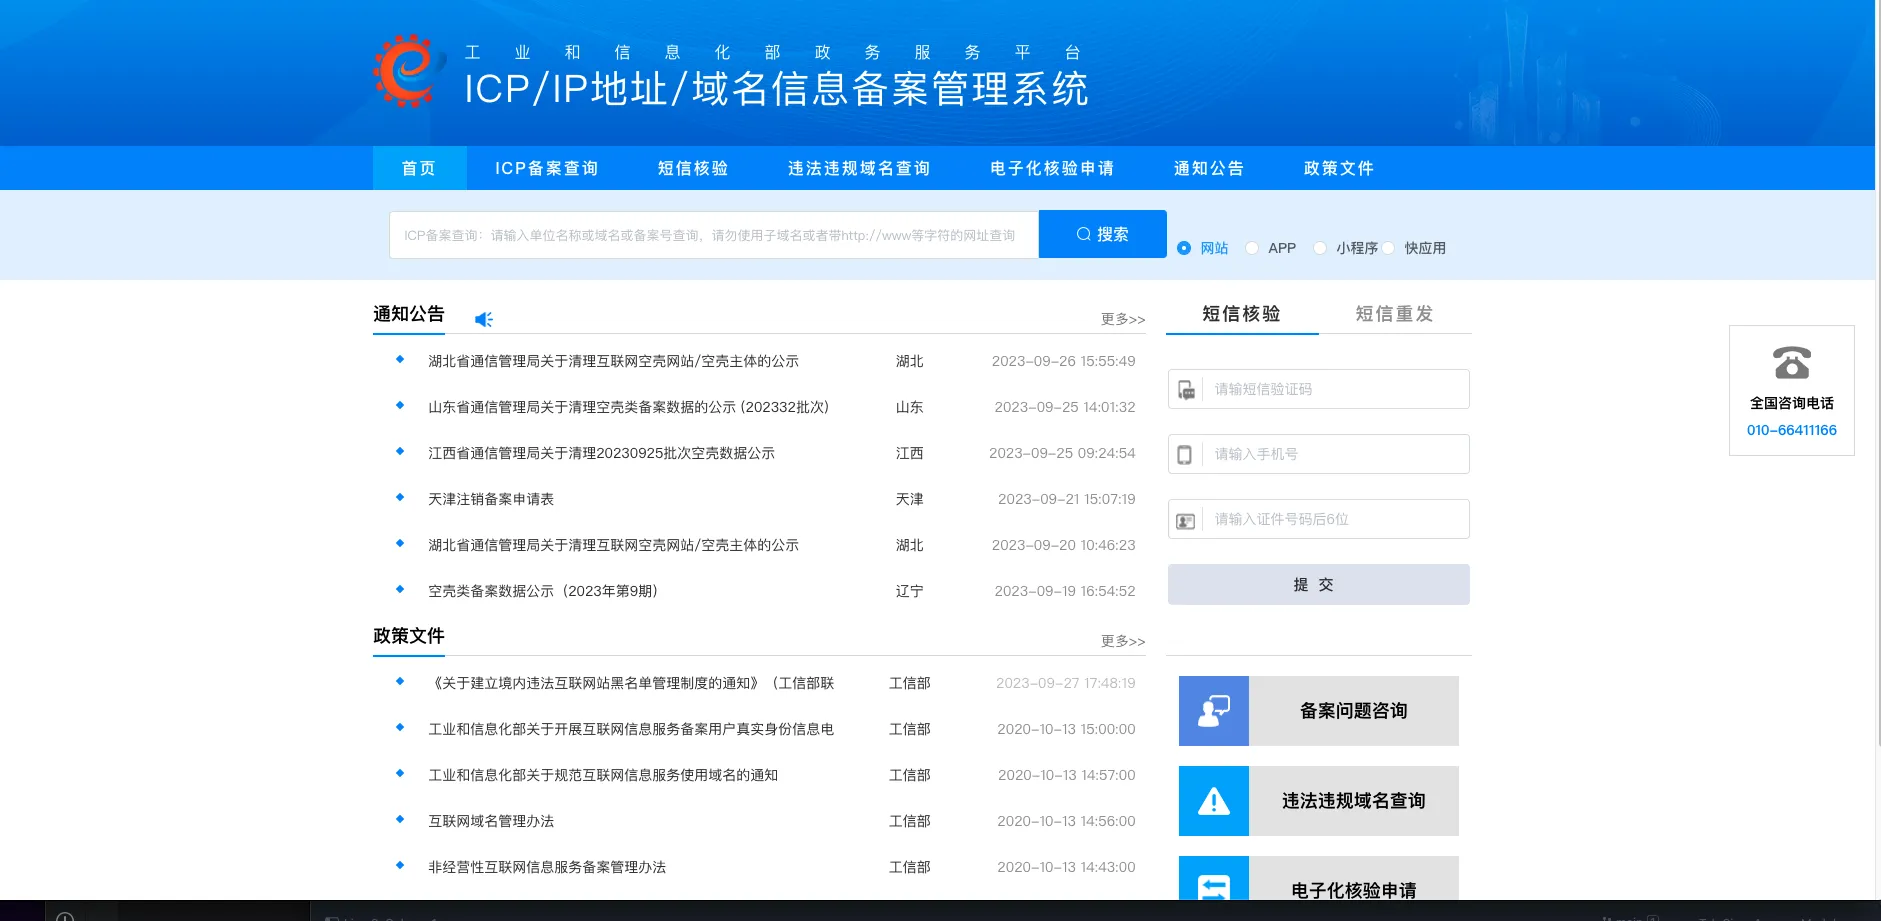 工业和信息化部政务服务平台
ICP/IP地址/域名信息备案管理系统
首页 ICP备案查询 短信核验 违法违规域名查询 电子化核验申请 通知公告 政策文件
ICP备案查询：请输入单位名称或域名或备案号查询，请勿使用子域名或者带http://www等字符的网址查询 搜索 网站 APP 小程序 快应用
通知公告 更多>>
湖北省通信管理局关于清理互联网空壳网站/空壳主体的公示 湖北 2023-09-26 15:55:49
山东省通信管理局关于清理空壳类备案数据的公示 (202332批次) 山东 2023-09-25 14:01:32
江西省通信管理局关于清理20230925批次空壳数据公示 江西 2023-09-25 09:24:54
天津注销备案申请表 天津 2023-09-21 15:07:19
湖北省通信管理局关于清理互联网空壳网站/空壳主体的公示 湖北 2023-09-20 10:46:23
空壳类备案数据公示（2023年第9期） 辽宁 2023-09-19 16:54:52
政策文件 更多>>
《关于建立境内违法互联网站黑名单管理制度的通知》（工信部联 工信部 2023-09-27 17:48:19
工业和信息化部关于开展互联网信息服务备案用户真实身份信息电 工信部 2020-10-13 15:00:00
工业和信息化部关于规范互联网信息服务使用域名的通知 工信部 2020-10-13 14:57:00
互联网域名管理办法 工信部 2020-10-13 14:56:00
非经营性互联网信息服务备案管理办法 工信部 2020-10-13 14:43:00
短信核验 短信重发
请输短信验证码
请输入手机号
请输入证件号码后6位
提 交
备案问题咨询
违法违规域名查询
电子化核验申请
全国咨询电话
010-66411166